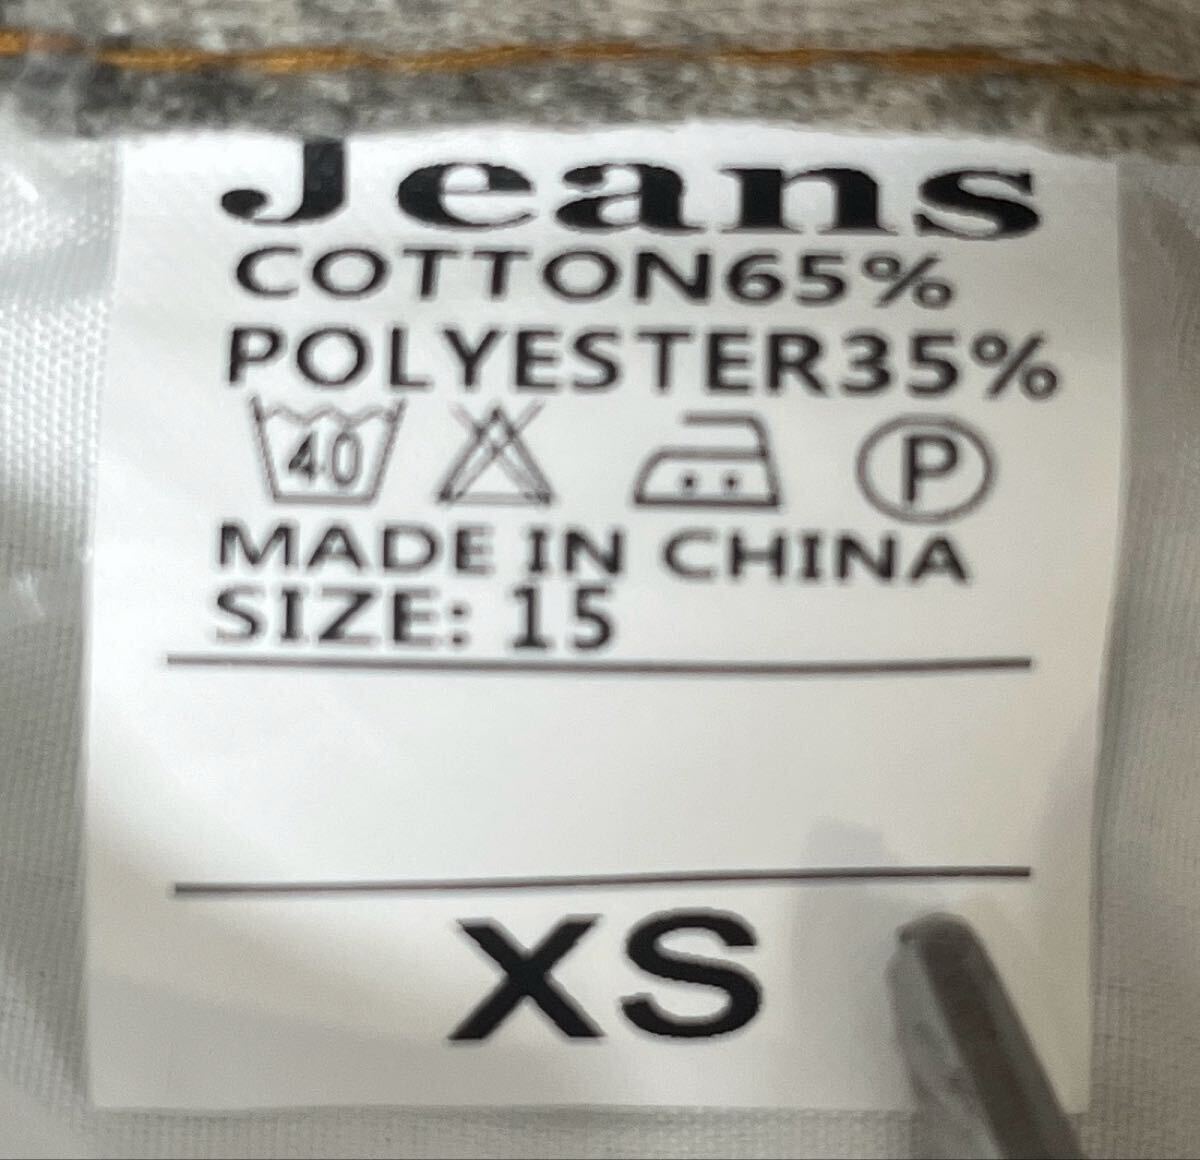 Jeans
COTTON65%
POLYESTER35%
40 P
MADE IN CHINA
SIZE: 15
XS